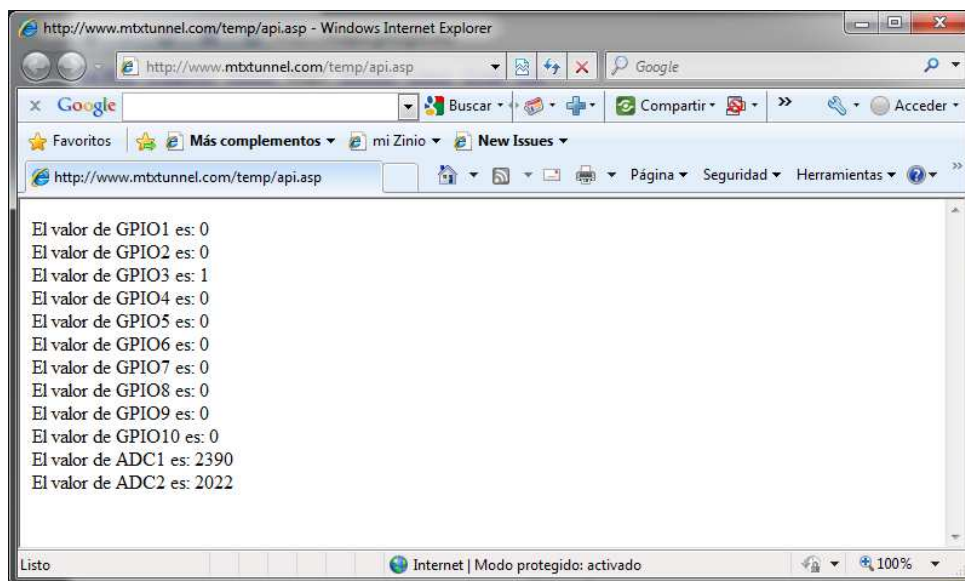 http://www.mtxtunnel.com/temp/api.asp - Windows Internet Explorer
http://www.mtxtunnel.com/temp/api.asp
Google
x Google
Buscar
Compartir
»
Acceder
Favoritos
Más complementos
mi Zinio
New Issues
http://www.mtxtunnel.com/temp/api.asp
Página
Seguridad
Herramientas
»
El valor de GPIO1 es: 0
El valor de GPIO2 es: 0
El valor de GPIO3 es: 1
El valor de GPIO4 es: 0
El valor de GPIO5 es: 0
El valor de GPIO6 es: 0
El valor de GPIO7 es: 0
El valor de GPIO8 es: 0
El valor de GPIO9 es: 0
El valor de GPIO10 es: 0
El valor de ADC1 es: 2390
El valor de ADC2 es: 2022
Listo
Internet | Modo protegido: activado
100%